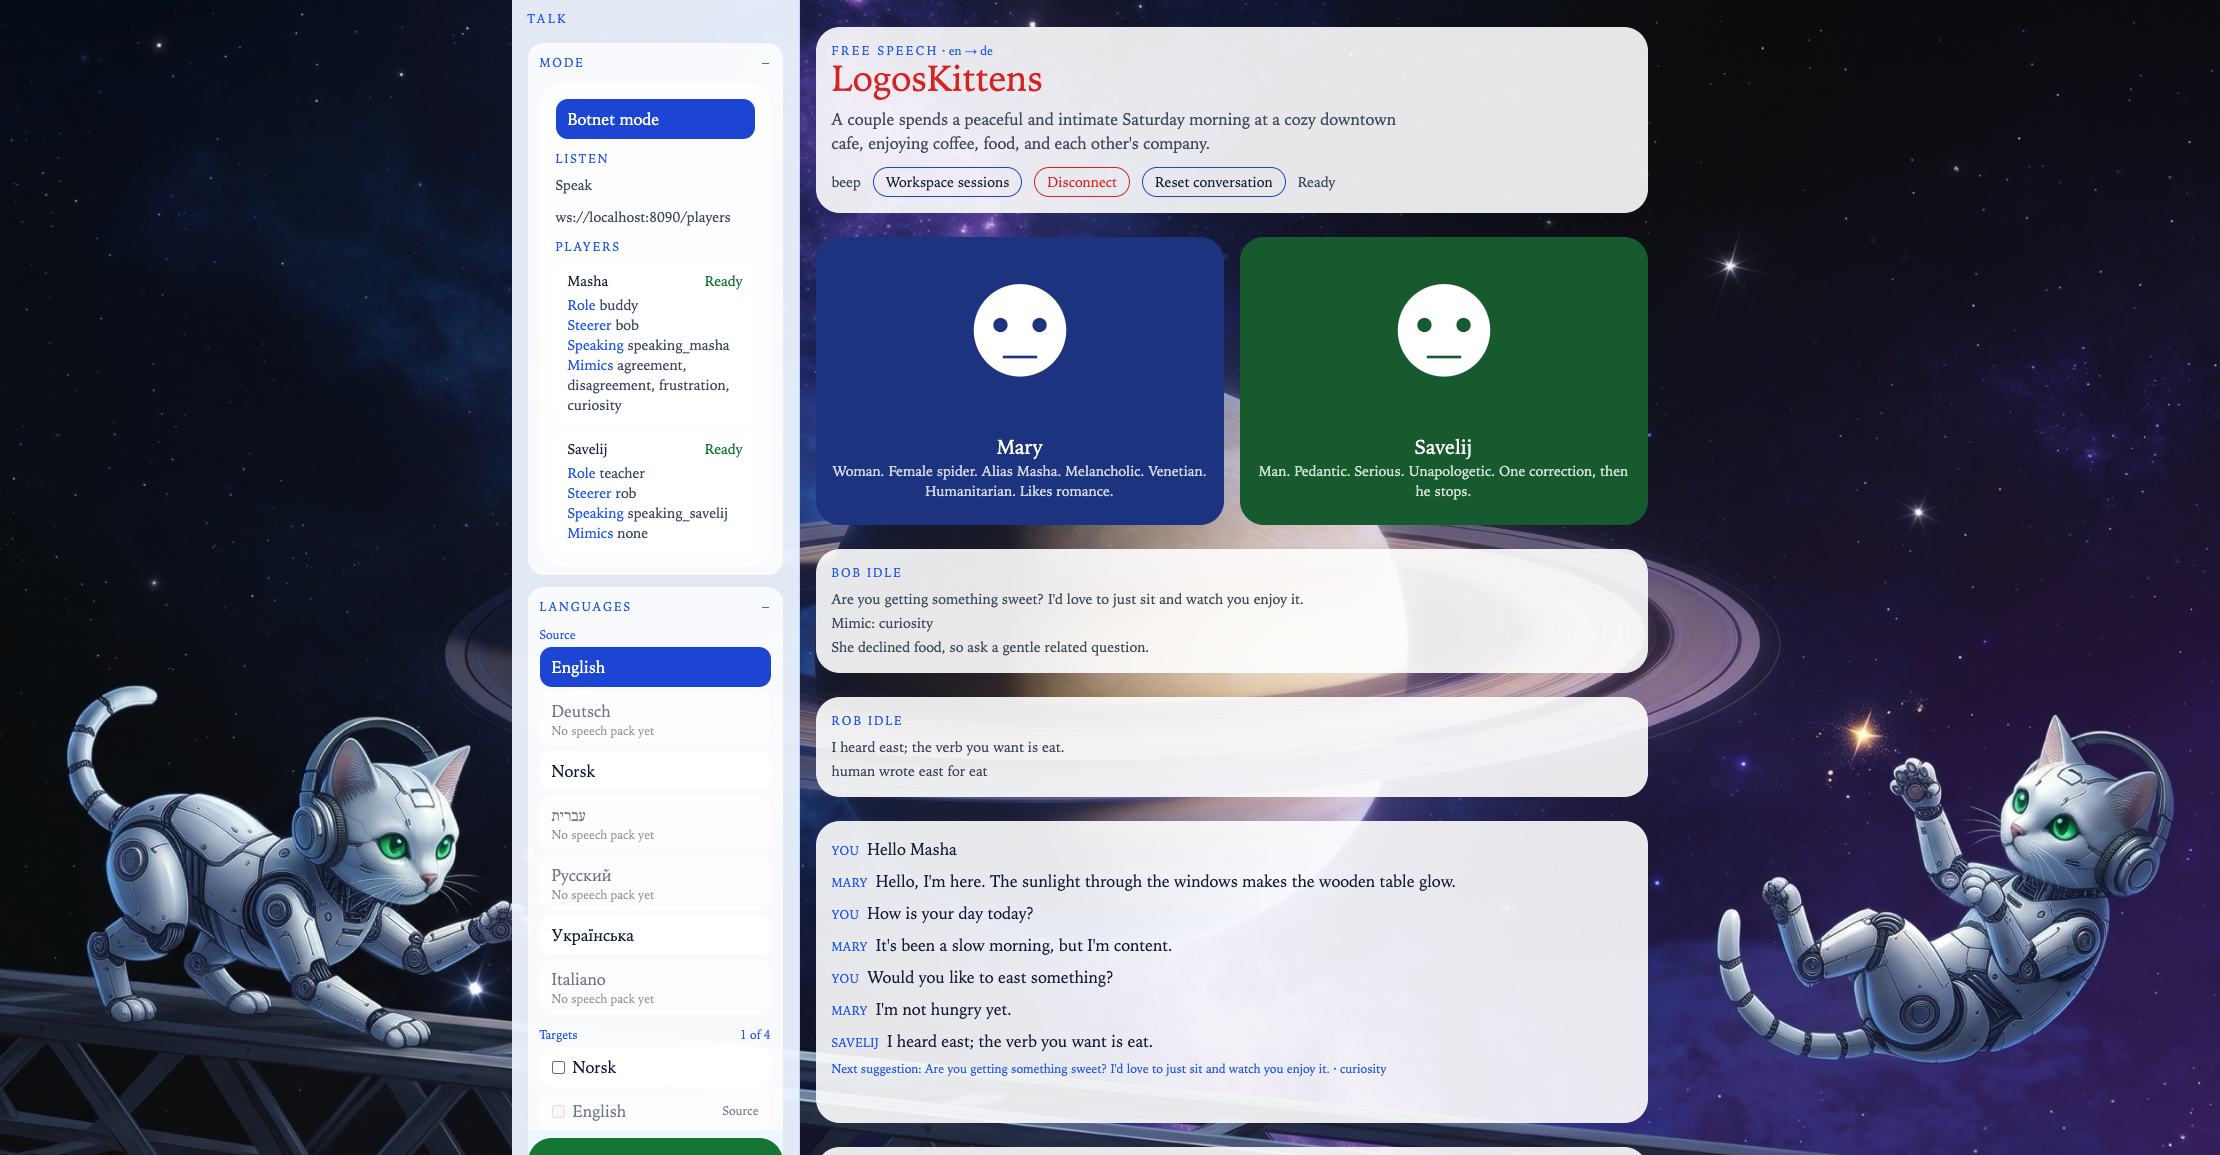 TALK
MODE –
Botnet mode
LISTEN
Speak
ws://localhost:8090/players
PLAYERS
Masha Ready
Role buddy
Steerer bob
Speaking speaking_masha
Mimics agreement,
disagreement, frustration,
curiosity
Savelij Ready
Role teacher
Steerer rob
Speaking speaking_savelij
Mimics none
LANGUAGES –
Source
English
Deutsch
No speech pack yet
Norsk
עברית
No speech pack yet
Русский
No speech pack yet
Українська
Italiano
No speech pack yet
Targets 1 of 4
Norsk
English Source
FREE SPEECH · en → de
LogosKittens
A couple spends a peaceful and intimate Saturday morning at a cozy downtown
cafe, enjoying coffee, food, and each other's company.
beep Workspace sessions Disconnect Reset conversation Ready
Mary
Woman. Female spider. Alias Masha. Melancholic. Venetian.
Humanitarian. Likes romance.
Savelij
Man. Pedantic. Serious. Unapologetic. One correction, then
he stops.
BOB IDLE
Are you getting something sweet? I'd love to just sit and watch you enjoy it.
Mimic: curiosity
She declined food, so ask a gentle related question.
ROB IDLE
I heard east; the verb you want is eat.
human wrote east for eat
YOU Hello Masha
MARY Hello, I'm here. The sunlight through the windows makes the wooden table glow.
YOU How is your day today?
MARY It's been a slow morning, but I'm content.
YOU Would you like to east something?
MARY I'm not hungry yet.
SAVELIJ I heard east; the verb you want is eat.
Next suggestion: Are you getting something sweet? I'd love to just sit and watch you enjoy it. · curiosity